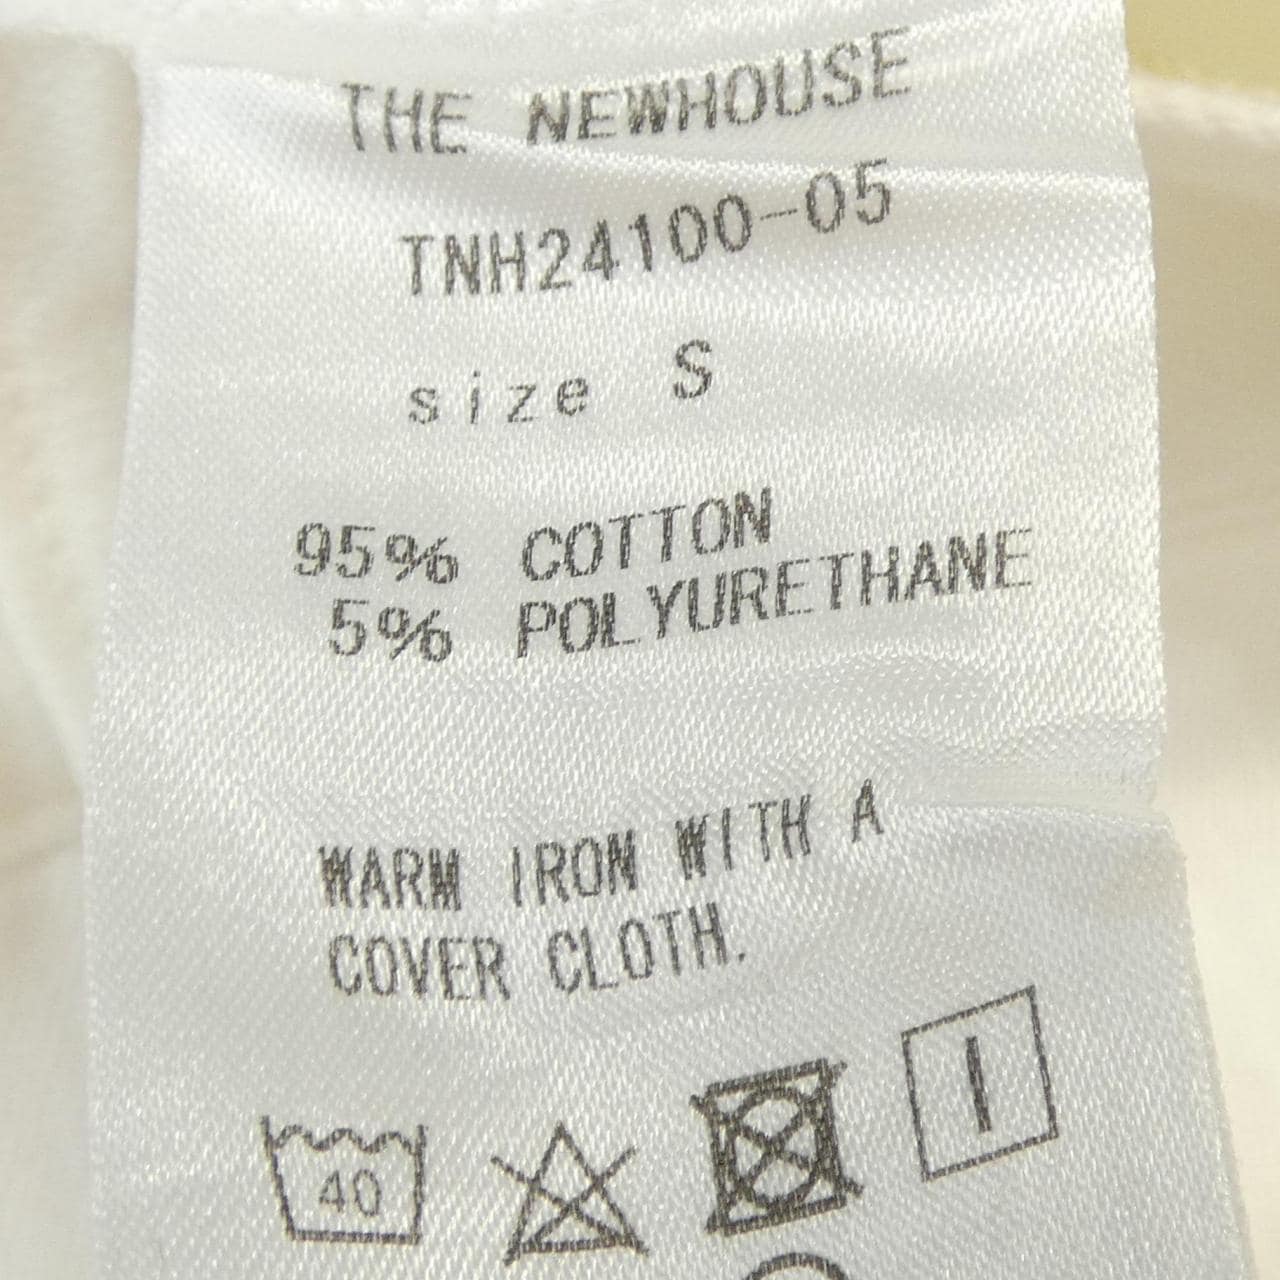 THE NEWHOUSE
TNH24100-05
size S
95% COTTON
5% POLYURETHANE
WARM IRON WITH A
COVER CLOTH.
40